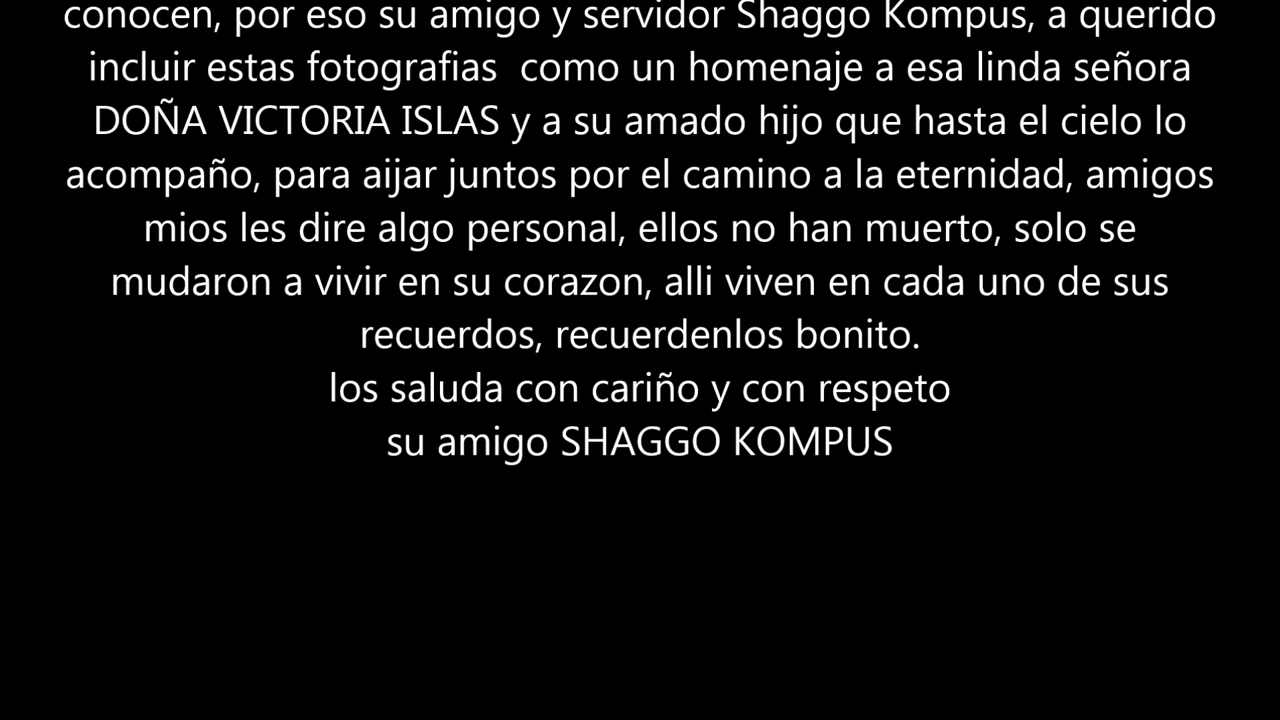 conocen, por eso su amigo y servidor Shaggo Kompus, a querido
incluir estas fotografias  como un homenaje a esa linda señora
DOÑA VICTORIA ISLAS y a su amado hijo que hasta el cielo lo
acompaño, para aijar juntos por el camino a la eternidad, amigos
mios les dire algo personal, ellos no han muerto, solo se
mudaron a vivir en su corazon, alli viven en cada uno de sus
recuerdos, recuerdenlos bonito.
los saluda con cariño y con respeto
su amigo SHAGGO KOMPUS